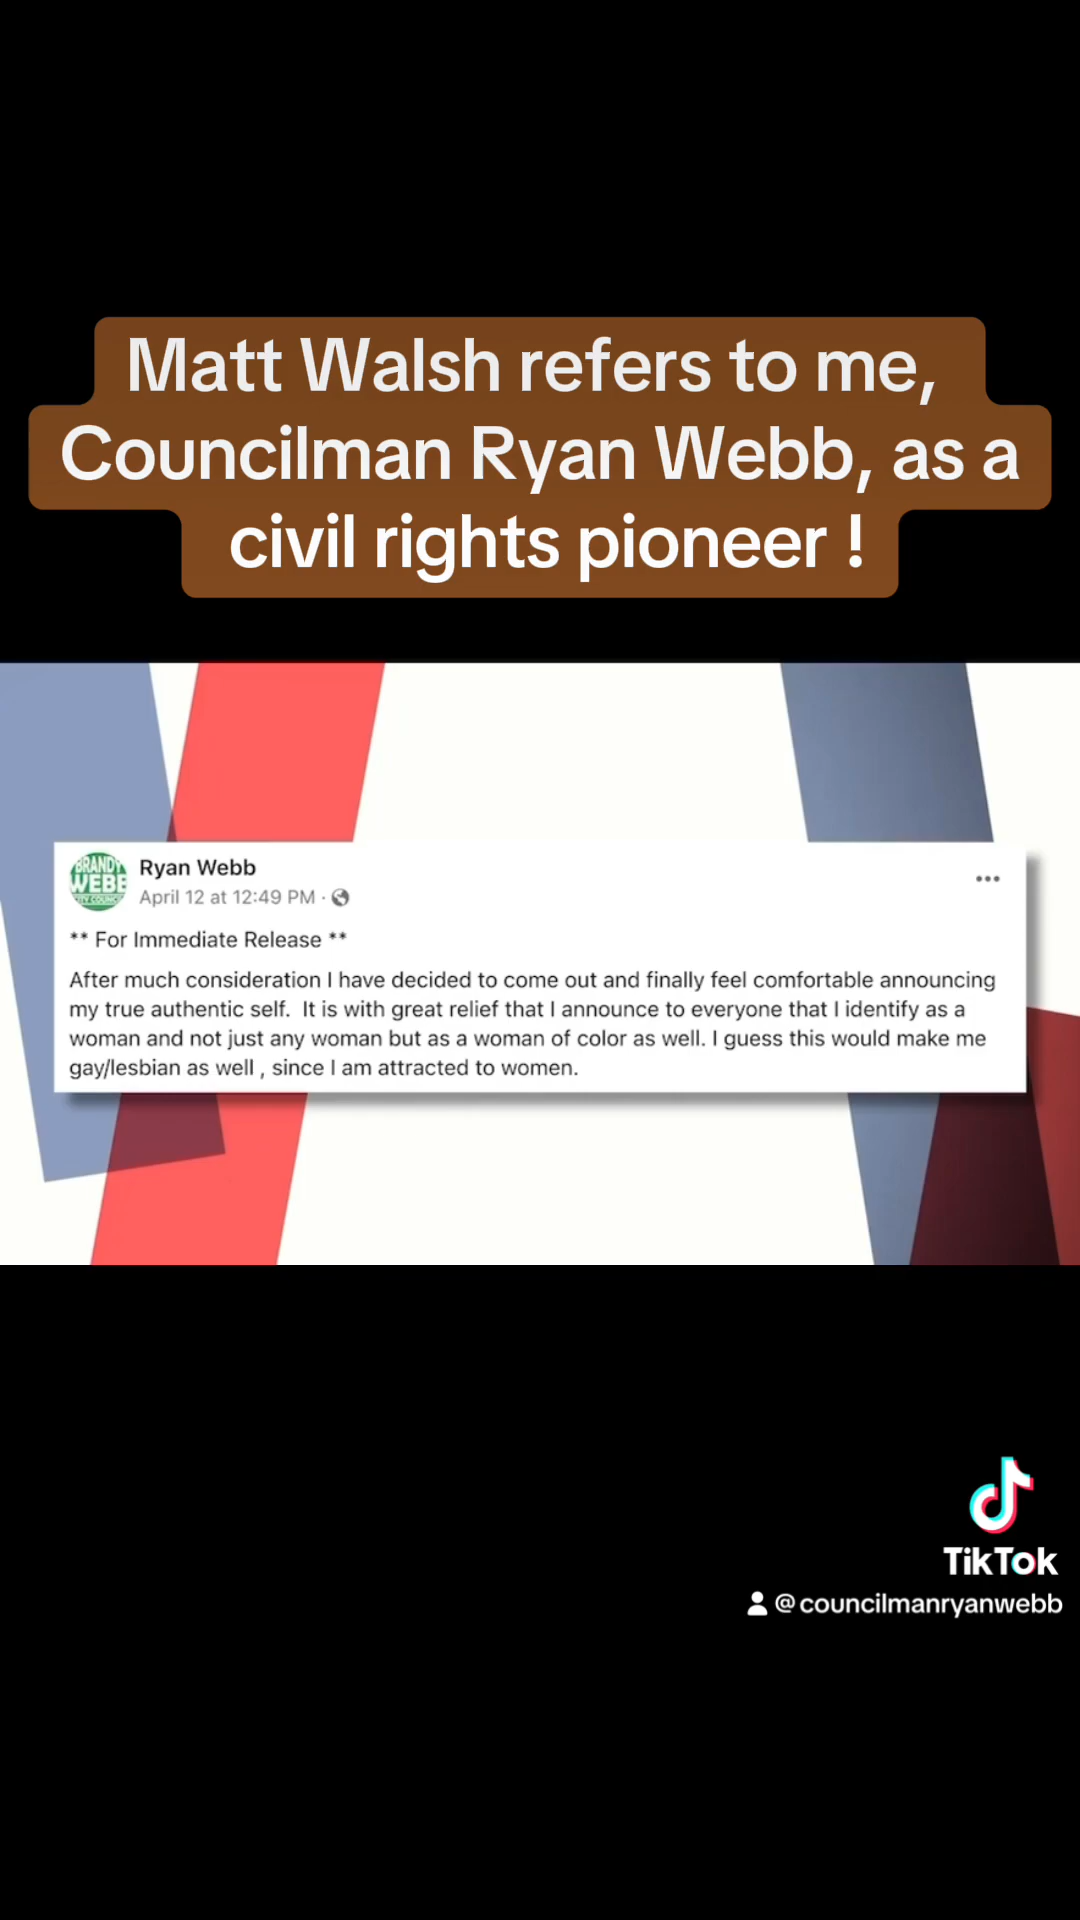 Matt Walsh refers to me,
Councilman Ryan Webb, as a
civil rights pioneer !
BRANDY
WEBB
CITY COUNCIL
Ryan Webb
April 12 at 12:49 PM ·
** For Immediate Release **
After much consideration I have decided to come out and finally feel comfortable announcing
my true authentic self. It is with great relief that I announce to everyone that I identify as a
woman and not just any woman but as a woman of color as well. I guess this would make me
gay/lesbian as well , since I am attracted to women.
TikTok
@councilmanryanwebb